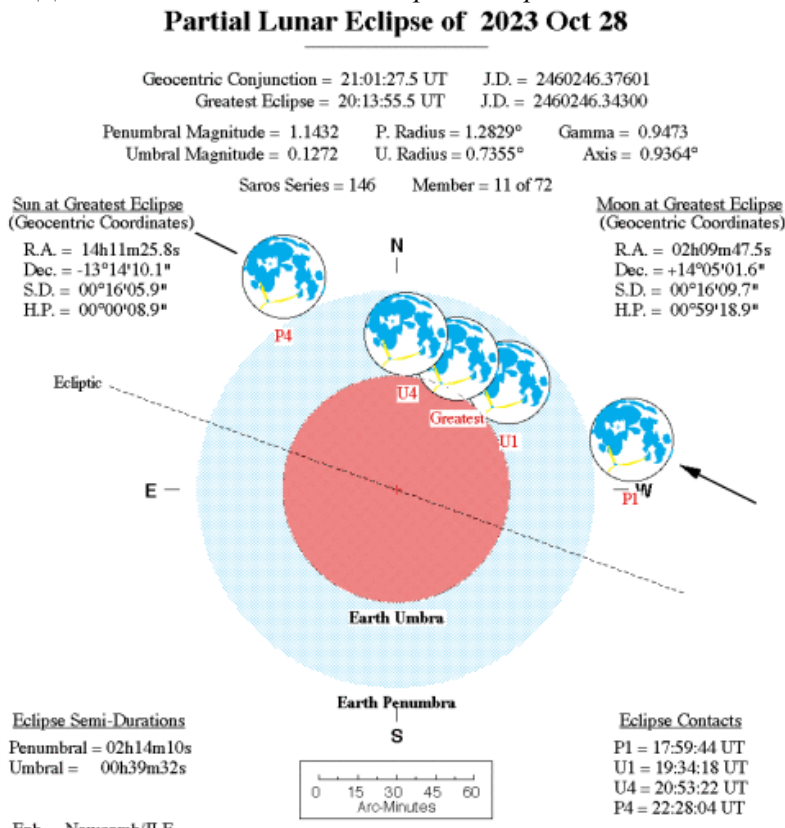 Partial Lunar Eclipse of 2023 Oct 28
Geocentric Conjunction = 21:01:27.5 UT J.D. = 2460246.37601
Greatest Eclipse = 20:13:55.5 UT J.D. = 2460246.34300
Penumbral Magnitude = 1.1432 P. Radius = 1.2829° Gamma = 0.9473
Umbral Magnitude = 0.1272 U. Radius = 0.7355° Axis = 0.9364°
Saros Series = 146 Member = 11 of 72
Sun at Greatest Eclipse
(Geocentric Coordinates)
R.A. = 14h11m25.8s
Dec. = -13°14'10.1"
S.D. = 00°16'05.9"
H.P. = 00°00'08.9"
Moon at Greatest Eclipse
(Geocentric Coordinates)
R.A. = 02h09m47.5s
Dec. = +14°05'01.6"
S.D. = 00°16'09.7"
H.P. = 00°59'18.9"
N
P4
Ecliptic
U4
Greatest
U1
E
W
P1
Earth Umbra
Earth Penumbra
S
Eclipse Semi-Durations
Penumbral = 02h14m10s
Umbral = 00h39m32s
0 15 30 45 60
Arc-Minutes
Eclipse Contacts
P1 = 17:59:44 UT
U1 = 19:34:18 UT
U4 = 20:53:22 UT
P4 = 22:28:04 UT